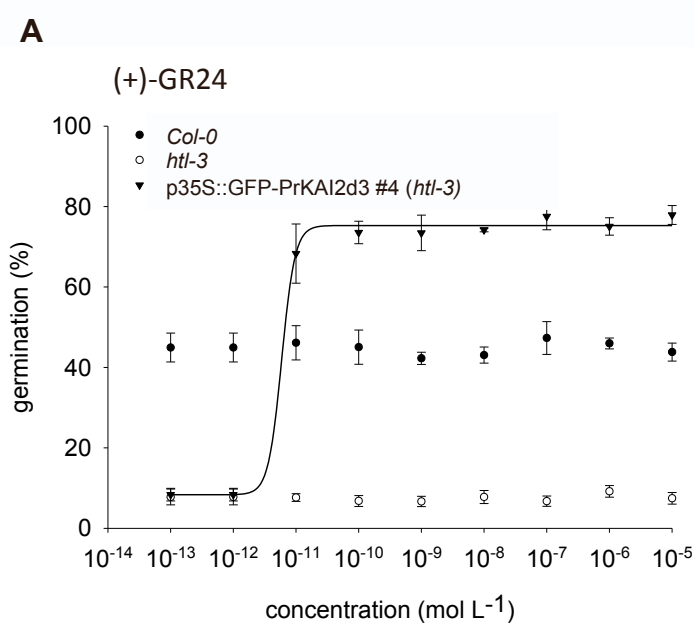 A
(+)-GR24
100
80
60
40
20
0
germination (%)
Col-0
htl-3
p35S::GFP-PrKAI2d3 #4 (htl-3)
10-14 10-13 10-12 10-11 10-10 10-9 10-8 10-7 10-6 10-5
concentration (mol L-1)